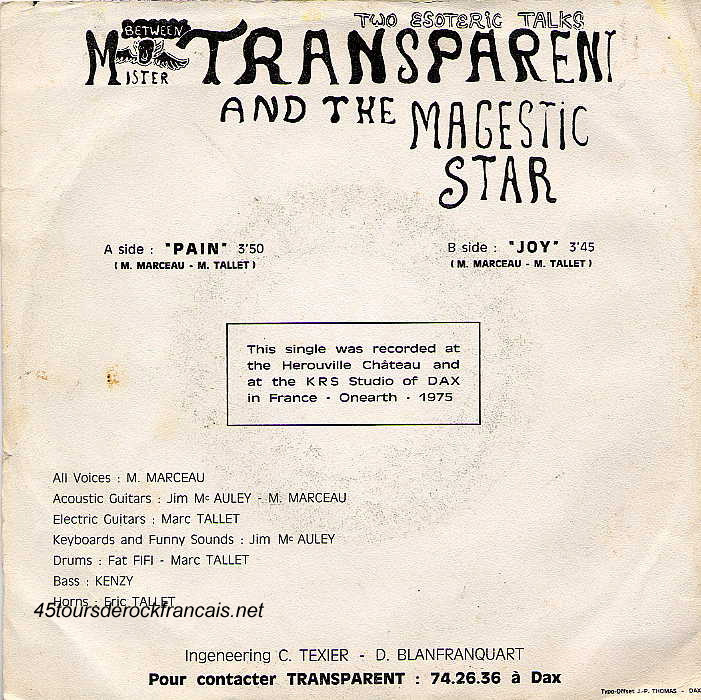 TWO ESOTERIC TALKS
BETWEEN
MISTER TRANSPARENT
AND THE MAGESTIC
STAR
A side : "PAIN" 3'50
( M. MARCEAU - M. TALLET )
B side : "JOY" 3'45
( M. MARCEAU - M. TALLET )
This single was recorded at
the Herouville Château and
at the KRS Studio of DAX
in France - Onearth - 1975
All Voices : M. MARCEAU
Acoustic Guitars : Jim Mc AULEY - M. MARCEAU
Electric Guitars : Marc TALLET
Keyboards and Funny Sounds : Jim Mc AULEY
Drums : Fat FIFI - Marc TALLET
Bass : KENZY
Horns : Eric TALLET
45toursderockfrancais.net
Ingeneering C. TEXIER - D. BLANFRANQUART
Pour contacter TRANSPARENT : 74.26.36 à Dax
Typo-Offset J.-P. THOMAS - DAX